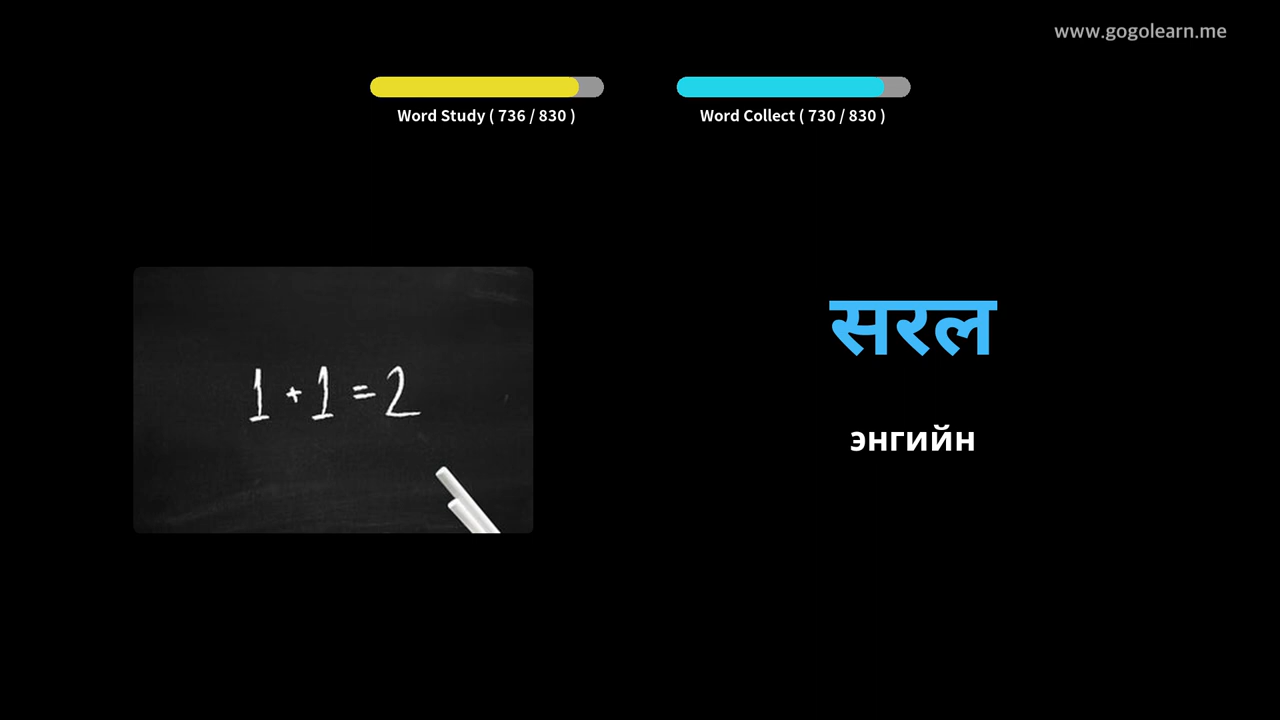 www.gogolearn.me
Word Study ( 736 / 830 )
Word Collect ( 730 / 830 )
1 + 1 = 2
सरल
энгийн